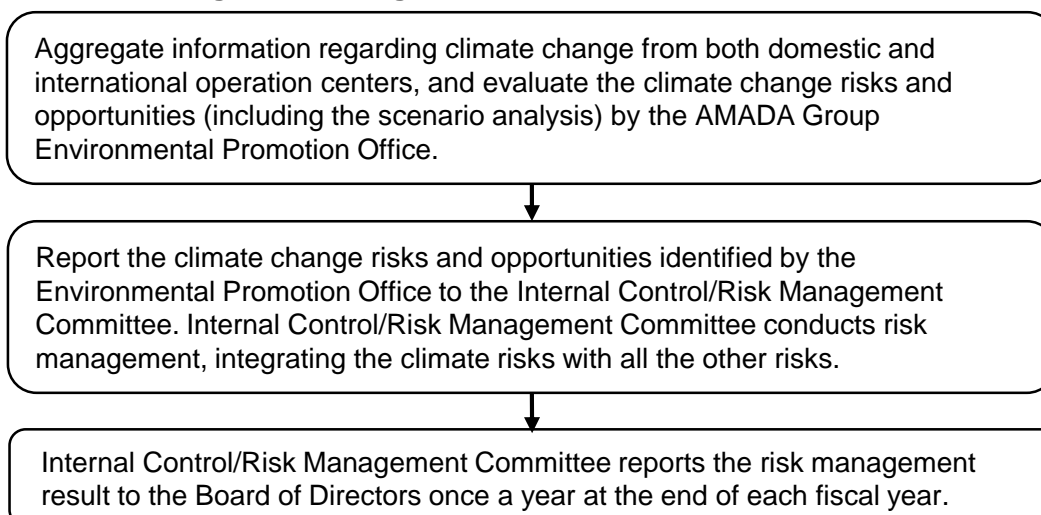 Aggregate information regarding climate change from both domestic and
international operation centers, and evaluate the climate change risks and
opportunities (including the scenario analysis) by the AMADA Group
Environmental Promotion Office.
Report the climate change risks and opportunities identified by the
Environmental Promotion Office to the Internal Control/Risk Management
Committee. Internal Control/Risk Management Committee conducts risk
management, integrating the climate risks with all the other risks.
Internal Control/Risk Management Committee reports the risk management
result to the Board of Directors once a year at the end of each fiscal year.